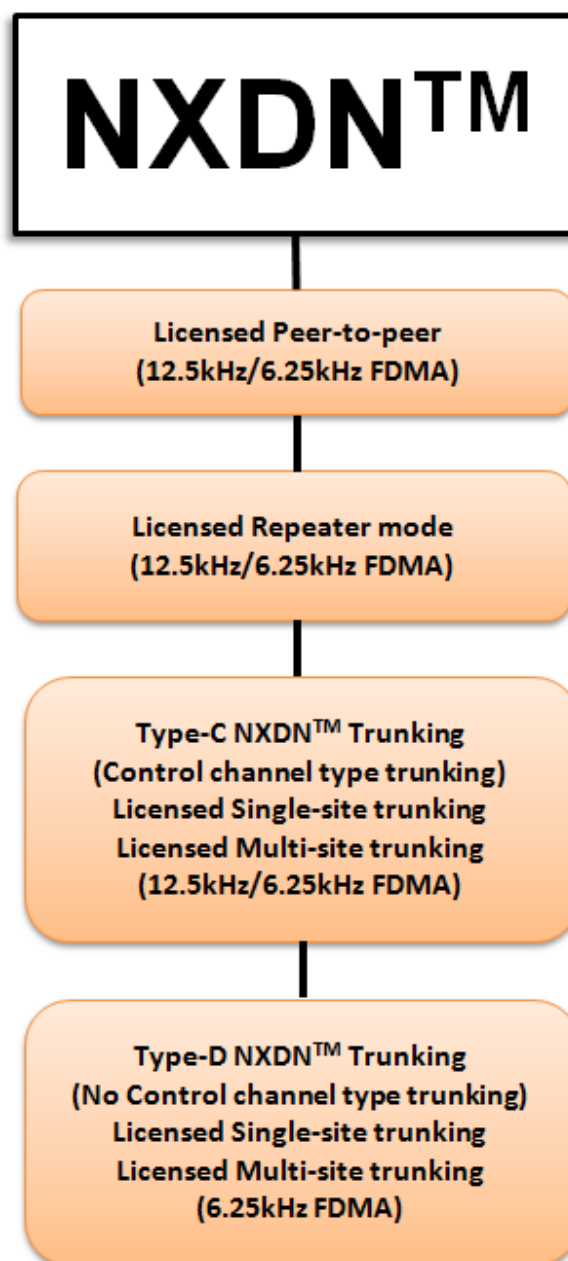 NXDN™
Licensed Peer-to-peer
(12.5kHz/6.25kHz FDMA)
Licensed Repeater mode
(12.5kHz/6.25kHz FDMA)
Type-C NXDN™ Trunking
(Control channel type trunking)
Licensed Single-site trunking
Licensed Multi-site trunking
(12.5kHz/6.25kHz FDMA)
Type-D NXDN™ Trunking
(No Control channel type trunking)
Licensed Single-site trunking
Licensed Multi-site trunking
(6.25kHz FDMA)